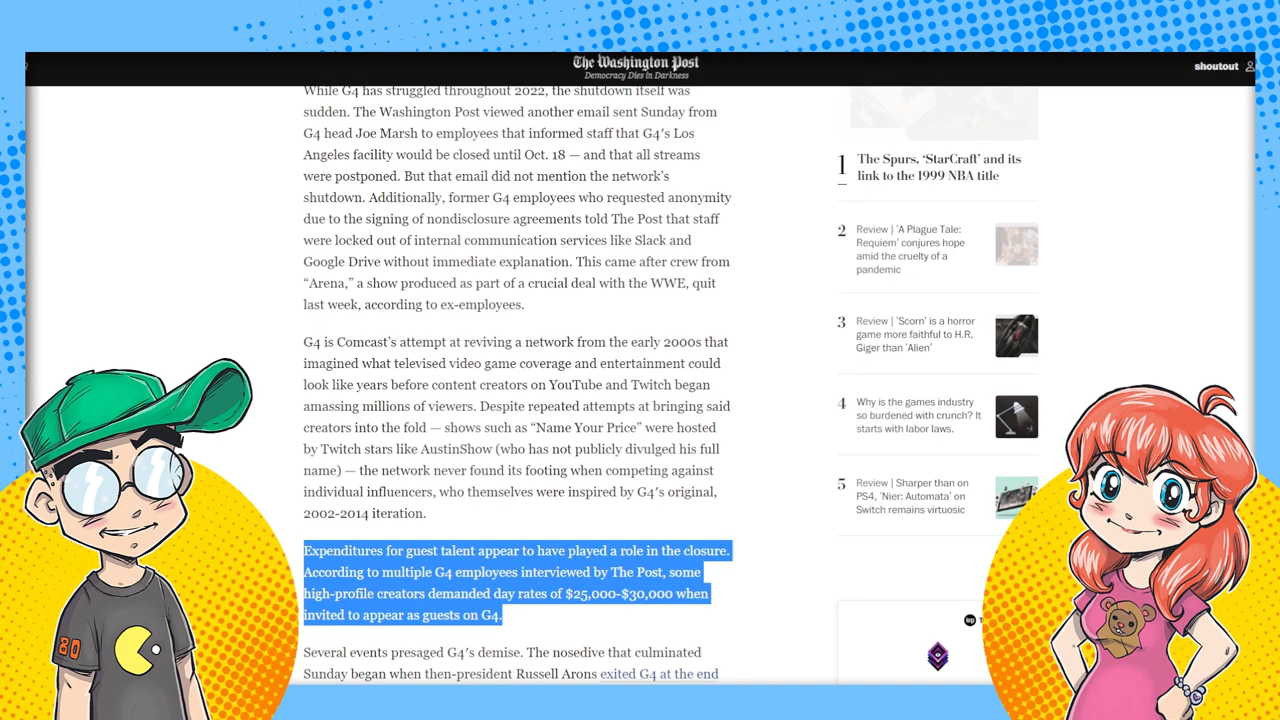 The Washington Post
Democracy Dies in Darkness
shoutout
While G4 has struggled throughout 2022, the shutdown itself was
sudden. The Washington Post viewed another email sent Sunday from
G4 head Joe Marsh to employees that informed staff that G4's Los
Angeles facility would be closed until Oct. 18 — and that all streams
were postponed. But that email did not mention the network's
shutdown. Additionally, former G4 employees who requested anonymity
due to the signing of nondisclosure agreements told The Post that staff
were locked out of internal communication services like Slack and
Google Drive without immediate explanation. This came after crew from
“Arena,” a show produced as part of a crucial deal with the WWE, quit
last week, according to ex-employees.
G4 is Comcast's attempt at reviving a network from the early 2000s that
imagined what televised video game coverage and entertainment could
look like years before content creators on YouTube and Twitch began
amassing millions of viewers. Despite repeated attempts at bringing said
creators into the fold — shows such as “Name Your Price” were hosted
by Twitch stars like AustinShow (who has not publicly divulged his full
name) — the network never found its footing when competing against
individual influencers, who themselves were inspired by G4's original,
2002-2014 iteration.
Expenditures for guest talent appear to have played a role in the closure.
According to multiple G4 employees interviewed by The Post, some
high-profile creators demanded day rates of $25,000-$30,000 when
invited to appear as guests on G4.
Several events presaged G4's demise. The nosedive that culminated
Sunday began when then-president Russell Arons exited G4 at the end
1
The Spurs, ‘StarCraft’ and its
link to the 1999 NBA title
2
Review | ‘A Plague Tale:
Requiem’ conjures hope
amid the cruelty of a
pandemic
3
Review | ‘Scorn’ is a horror
game more faithful to H.R.
Giger than ‘Alien’
4
Why is the games industry
so burdened with crunch? It
starts with labor laws.
5
Review | Sharper than on
PS4, ‘Nier: Automata’ on
Switch remains virtuosic
wp
80